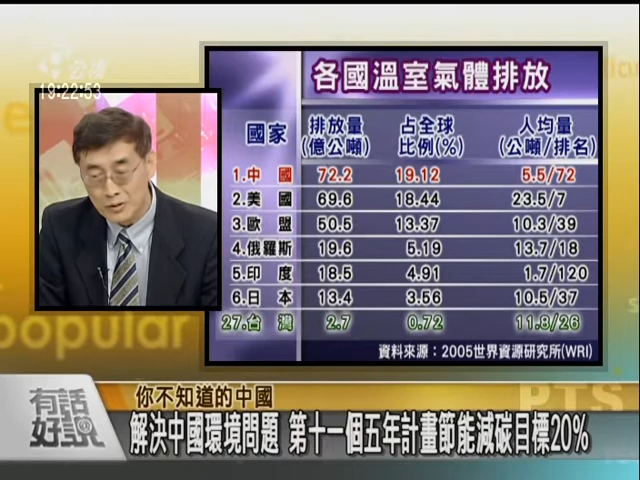 公視
19:22:53
各國溫室氣體排放
國家 排放量(億公噸) 占全球比例(%) 人均量(公噸/排名)
1.中國 72.2 19.12 5.5/72
2.美國 69.6 18.44 23.5/7
3.歐盟 50.5 13.37 10.3/39
4.俄羅斯 19.6 5.19 13.7/18
5.印度 18.5 4.91 1.7/120
6.日本 13.4 3.56 10.5/37
27.台灣 2.7 0.72 11.8/26
資料來源：2005世界資源研究所(WRI)
popular
PTS
有話好說
你不知道的中國
解決中國環境問題 第十一個五年計畫節能減碳目標20%